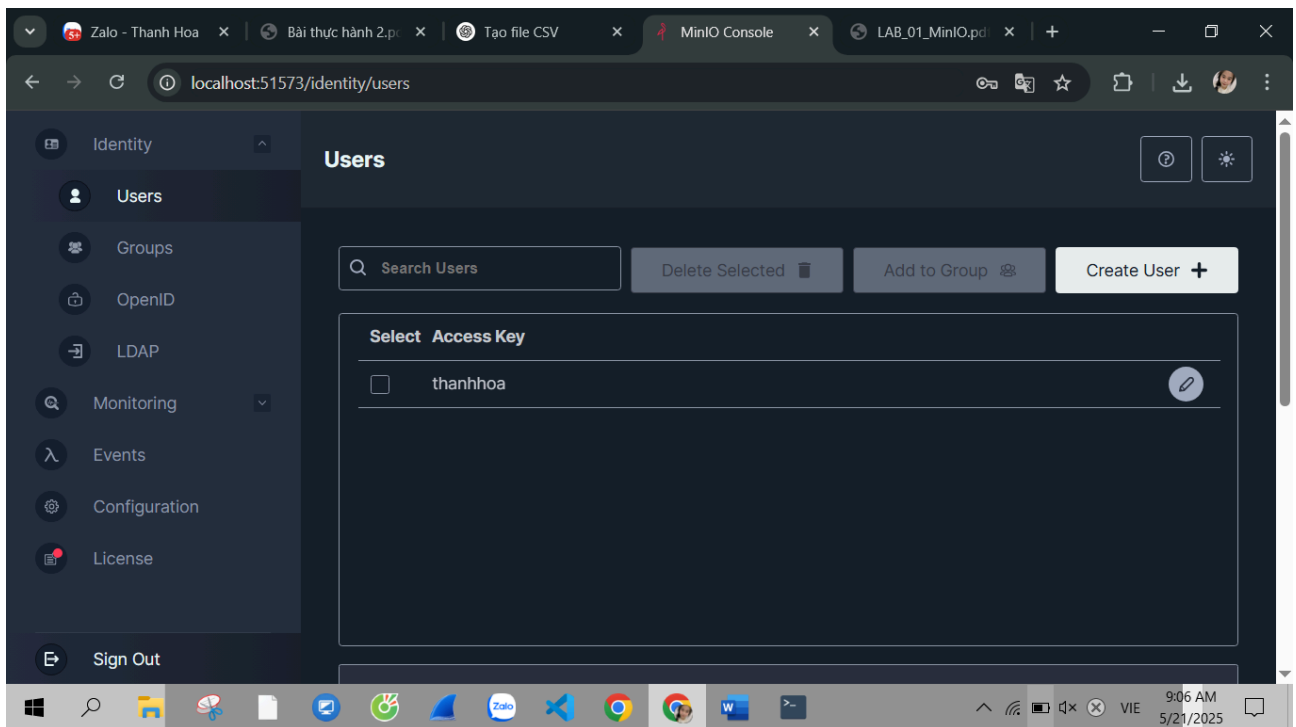 Zalo - Thanh Hoa
Bài thực hành 2.pc
Tạo file CSV
MinIO Console
LAB_01_MinIO.pd
localhost:51573/identity/users
Identity
Users
Groups
OpenID
LDAP
Monitoring
Events
Configuration
License
Sign Out
Users
Search Users
Delete Selected
Add to Group
Create User +
Select Access Key
thanhhoa
Zalo
VIE
9:06 AM
5/21/2025